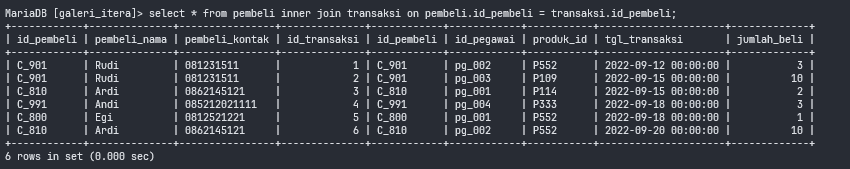 MariaDB [galeri_itera]> select * from pembeli inner join transaksi on pembeli.id_pembeli = transaksi.id_pembeli;
+------------+--------------+----------------+--------------+------------+------------+-----------+---------------------+-------------+
| id_pembeli | pembeli_nama | pembeli_kontak | id_transaksi | id_pembeli | id_pegawai | produk_id | tgl_transaksi       | jumlah_beli |
+------------+--------------+----------------+--------------+------------+------------+-----------+---------------------+-------------+
| C_901      | Rudi         | 081231511      |            1 | C_901      | pg_002     | P552      | 2022-09-12 00:00:00 |           3 |
| C_901      | Rudi         | 081231511      |            2 | C_901      | pg_003     | P109      | 2022-09-15 00:00:00 |          10 |
| C_810      | Ardi         | 0862145121     |            3 | C_810      | pg_001     | P114      | 2022-09-15 00:00:00 |           2 |
| C_991      | Andi         | 085212021111   |            4 | C_991      | pg_004     | P333      | 2022-09-18 00:00:00 |           3 |
| C_800      | Egi          | 0812521221     |            5 | C_800      | pg_001     | P552      | 2022-09-18 00:00:00 |           1 |
| C_810      | Ardi         | 0862145121     |            6 | C_810      | pg_002     | P552      | 2022-09-20 00:00:00 |          10 |
+------------+--------------+----------------+--------------+------------+------------+-----------+---------------------+-------------+
6 rows in set (0.000 sec)